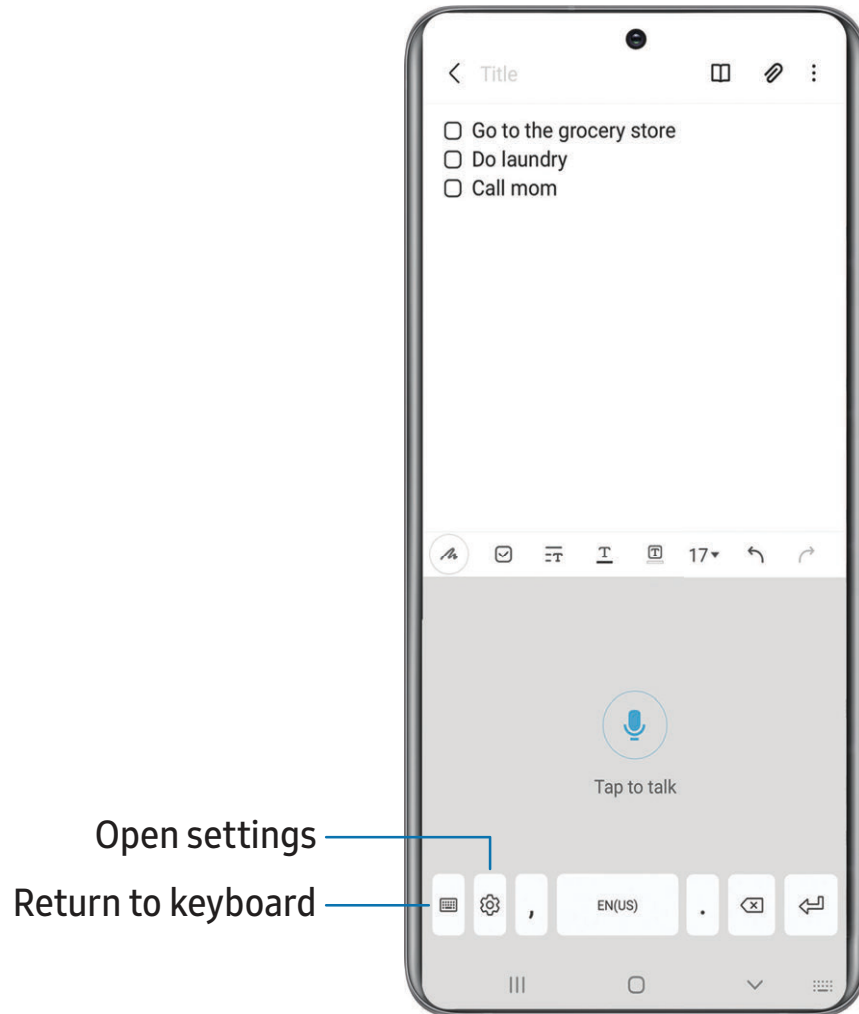 Title
Go to the grocery store
Do laundry
Call mom
17
Tap to talk
Open settings
Return to keyboard
, EN(US) .